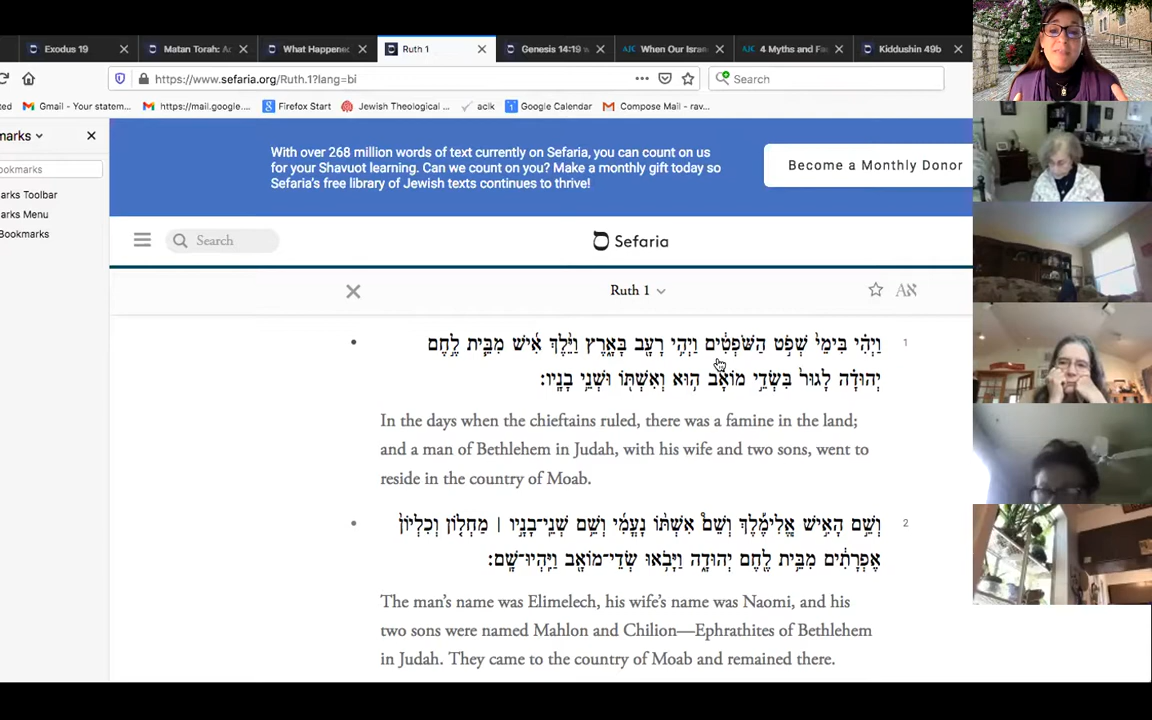 Exodus 19
Matan Torah: Ac
What Happened
Ruth 1
Genesis 14:19 w
When Our Israe
4 Myths and Fa
Kiddushin 49b
https://www.sefaria.org/Ruth.1?lang=bi
Search
ted Gmail - Your statem... https://mail.google.... Firefox Start Jewish Theological ... aclk Google Calendar Compose Mail - rav...
marks
ookmarks
arks Toolbar
arks Menu
Bookmarks
With over 268 million words of text currently on Sefaria, you can count on us
for your Shavuot learning. Can we count on you? Make a monthly gift today so
Sefaria's free library of Jewish texts continues to thrive!
Become a Monthly Donor
Search
Sefaria
Ruth 1
Aא
1
וַיְהִ֗י בִּימֵי֙ שְׁפֹ֣ט הַשֹּׁפְטִ֔ים וַיְהִ֥י רָעָ֖ב בָּאָ֑רֶץ וַיֵּ֨לֶךְ אִ֜ישׁ מִבֵּ֧ית לֶ֣חֶם
יְהוּדָ֗ה לָגוּר֙ בִּשְׂדֵ֣י מוֹאָ֔ב ה֥וּא וְאִשְׁתּ֖וֹ וּשְׁנֵ֥י בָנָֽיו׃
In the days when the chieftains ruled, there was a famine in the land;
and a man of Bethlehem in Judah, with his wife and two sons, went to
reside in the country of Moab.
2
וְשֵׁ֣ם הָאִ֣ישׁ אֱ‍ֽלִימֶ֡לֶךְ וְשֵׁם֩ אִשְׁתּ֨וֹ נָעֳמִ֜י וְשֵׁ֥ם שְׁנֵֽי־בָנָ֣יו ׀ מַחְל֤וֹן וְכִלְיוֹן֙
אֶפְרָתִ֔ים מִבֵּ֥ית לֶ֖חֶם יְהוּדָ֑ה וַיָּבֹ֥אוּ שְׂדֵי־מוֹאָ֖ב וַיִּֽהְיוּ־שָֽׁם׃
The man's name was Elimelech, his wife's name was Naomi, and his
two sons were named Mahlon and Chilion—Ephrathites of Bethlehem
in Judah. They came to the country of Moab and remained there.